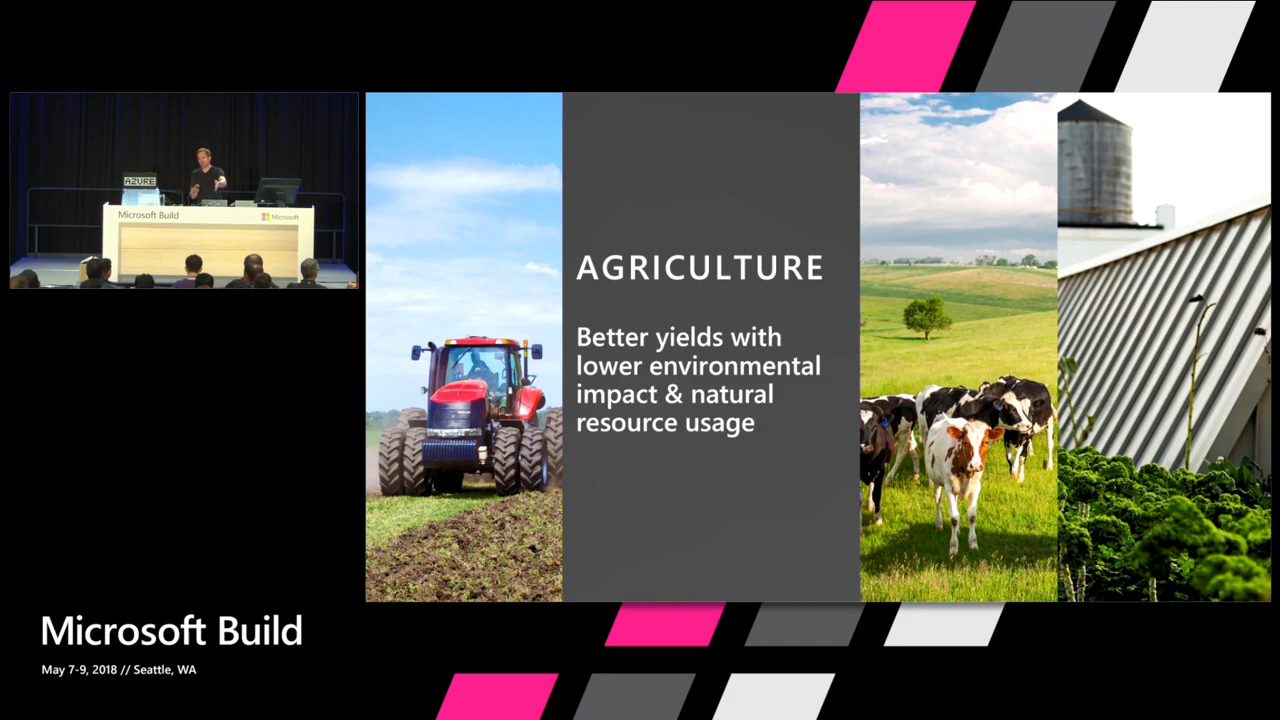 AZURE
Microsoft Build
Microsoft
AGRICULTURE
Better yields with
lower environmental
impact & natural
resource usage
Microsoft Build
May 7-9, 2018 // Seattle, WA